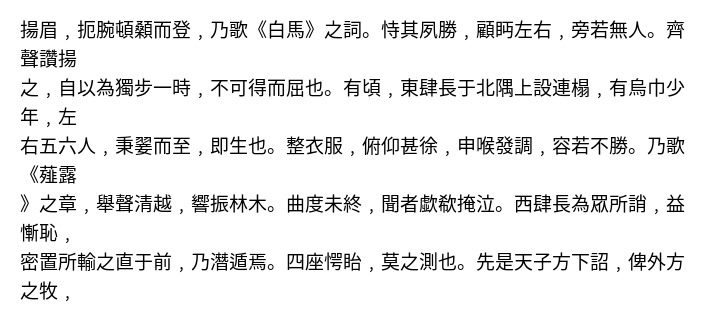 揚眉，扼腕頓顙而登，乃歌《白馬》之詞。恃其夙勝，顧眄左右，旁若無人。齊
聲讚揚
之，自以為獨步一時，不可得而屈也。有頃，東肆長于北隅上設連榻，有烏巾少
年，左
右五六人，秉翣而至，即生也。整衣服，俯仰甚徐，申喉發調，容若不勝。乃歌
《薤露
》之章，舉聲清越，響振林木。曲度未終，聞者歔欷掩泣。西肆長為眾所誚，益
慚恥，
密置所輸之直于前，乃潛遁焉。四座愕眙，莫之測也。先是天子方下詔，俾外方
之牧，